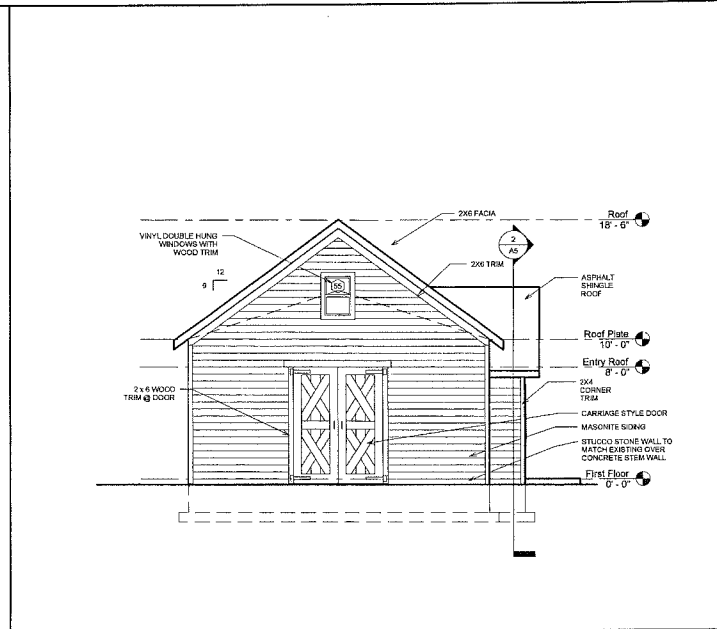 2X6 FACIA
Roof
18' - 6"
VINYL DOUBLE HUNG
WINDOWS WITH
WOOD TRIM
2
A5
12
9
55
2X6 TRIM
ASPHALT
SHINGLE
ROOF
Roof Plate
10' - 0"
Entry Roof
8' - 0"
2 x 6 WOOD
TRIM @ DOOR
2X4
CORNER
TRIM
CARRIAGE STYLE DOOR
MASONITE SIDING
STUCCO STONE WALL TO
MATCH EXISTING OVER
CONCRETE STEM WALL
First Floor
0' - 0"